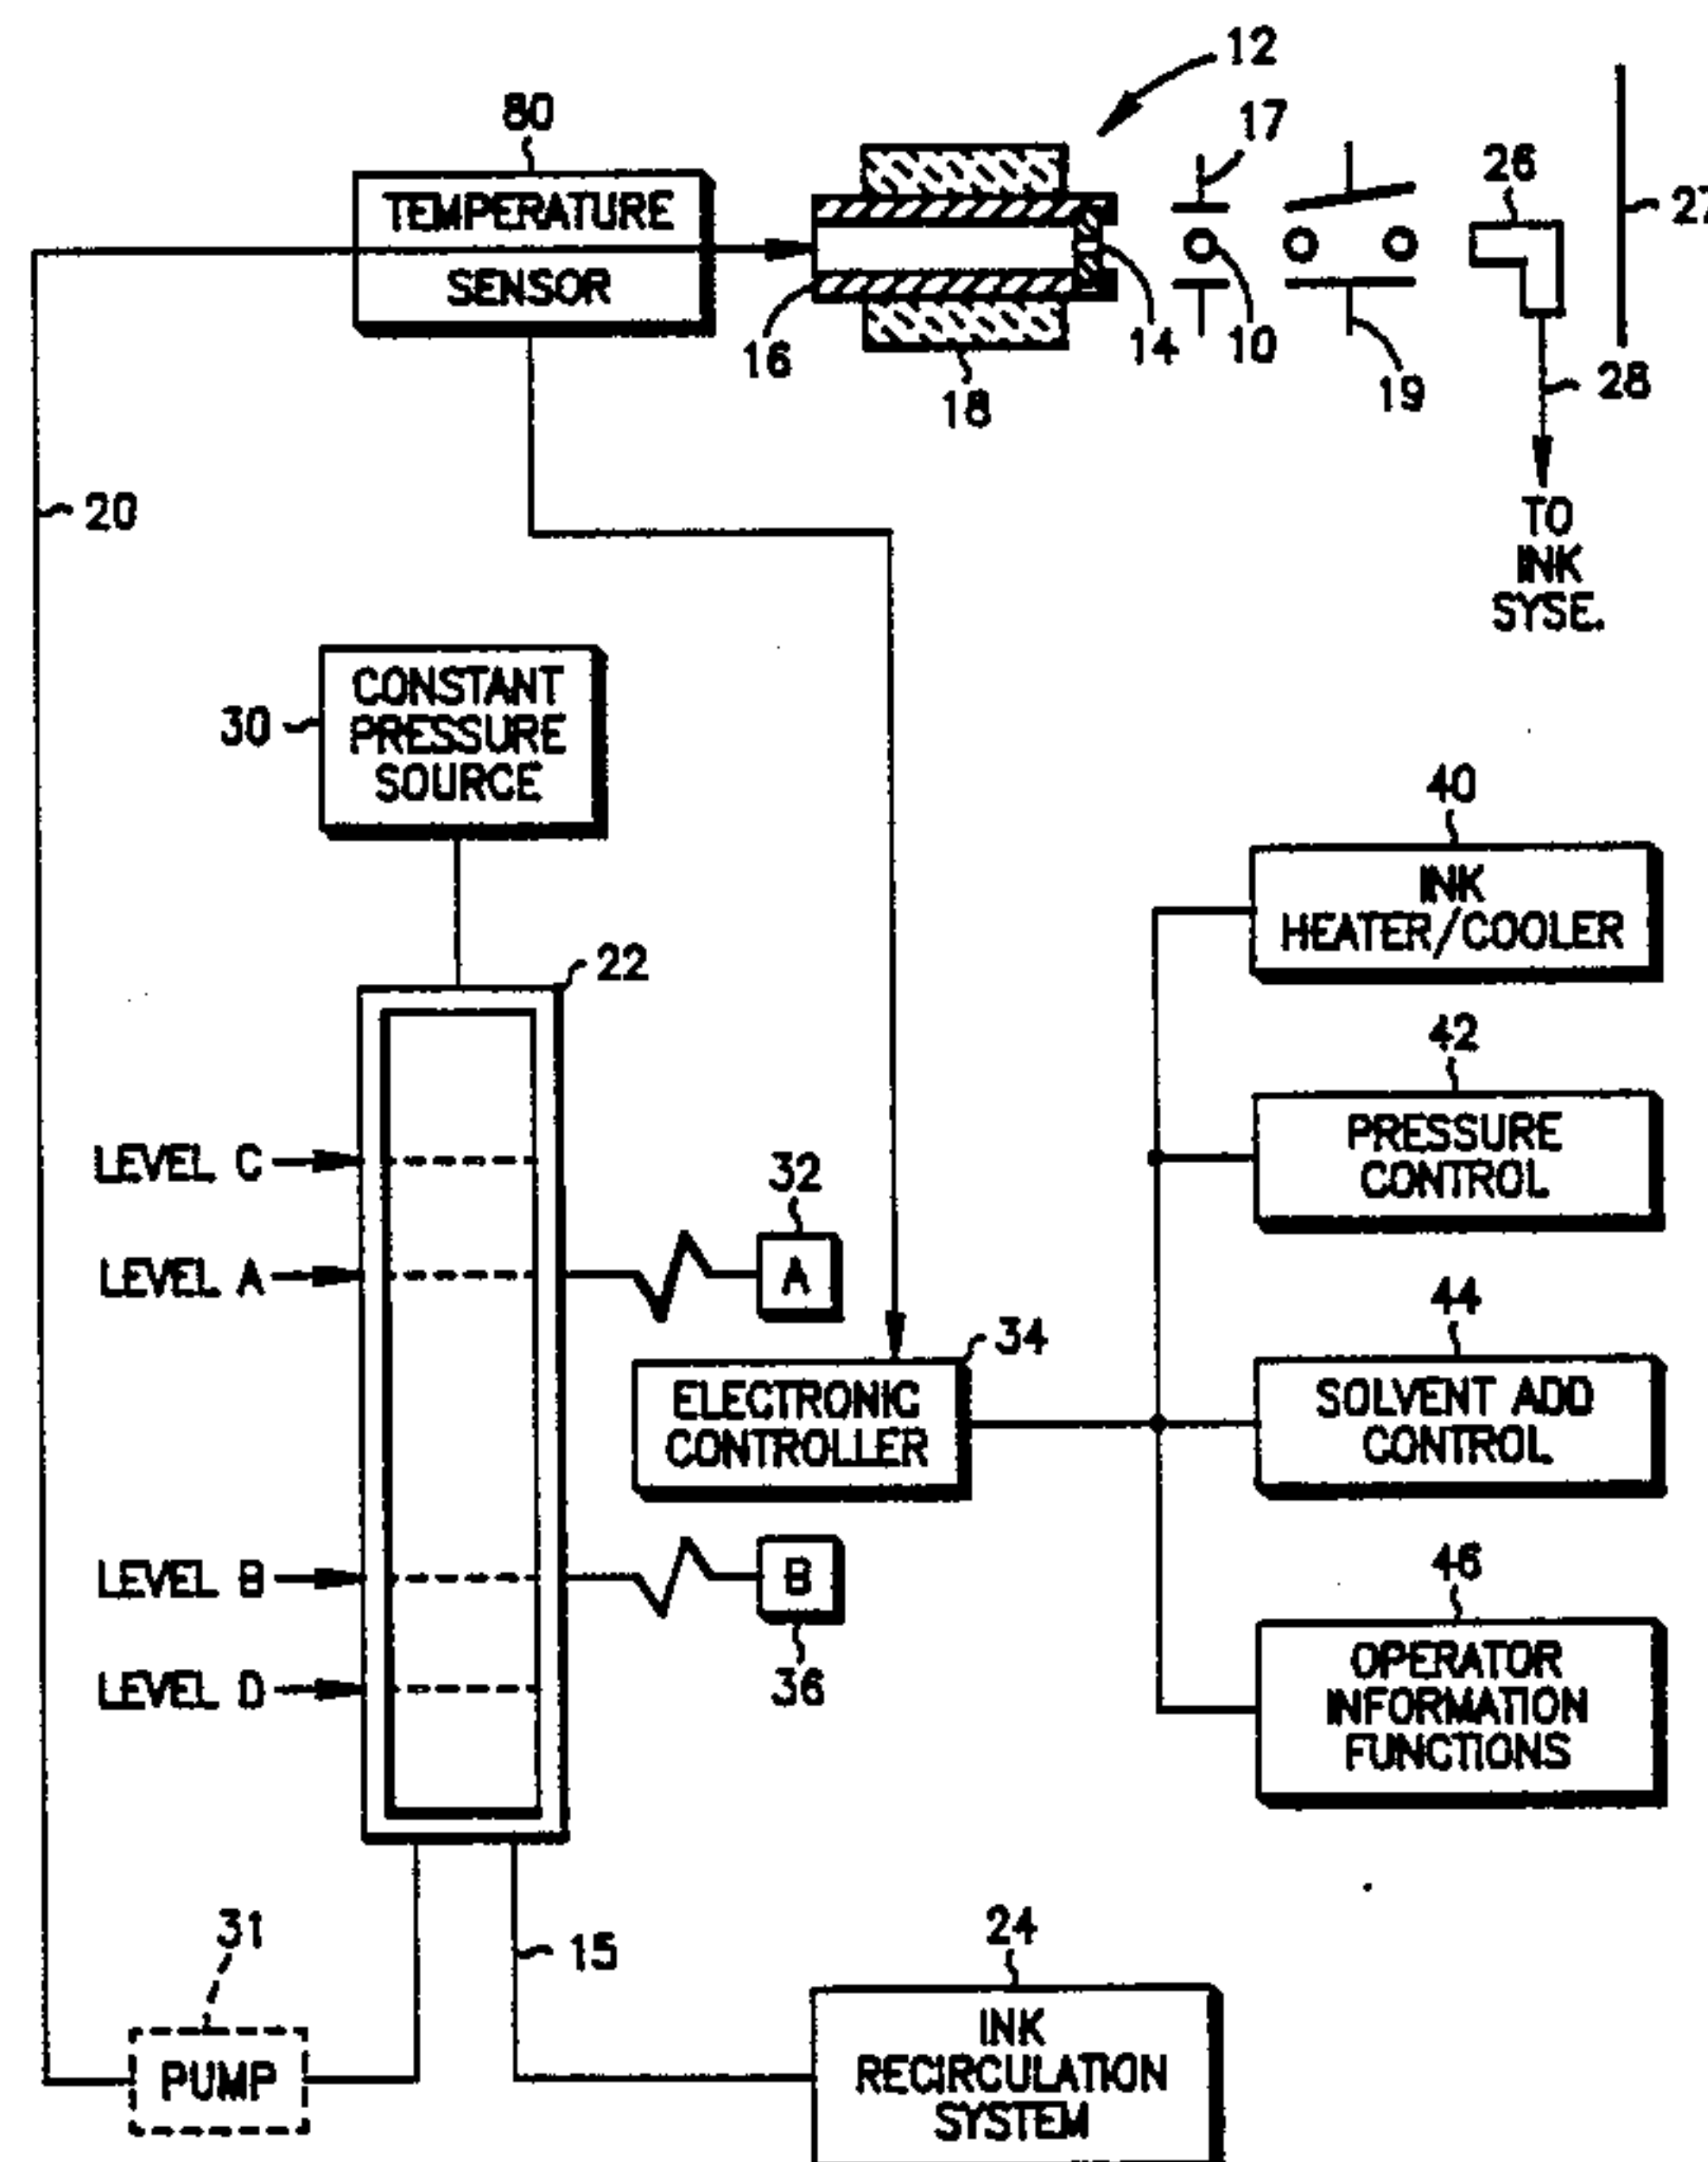 12
80
17
26
27
TEMPERATURE
SENSOR
16
18
14
10
19
28
20
TO
INK
SYSE.
30
CONSTANT
PRESSURE
SOURCE
40
INK
HEATER/COOLER
22
42
PRESSURE
CONTROL
LEVEL C
32
LEVEL A
A
44
34
ELECTRONIC
CONTROLLER
SOLVENT ADD
CONTROL
LEVEL B
B
46
LEVEL D
36
OPERATOR
INFORMATION
FUNCTIONS
31
15
24
PUMP
INK
RECIRCULATION
SYSTEM